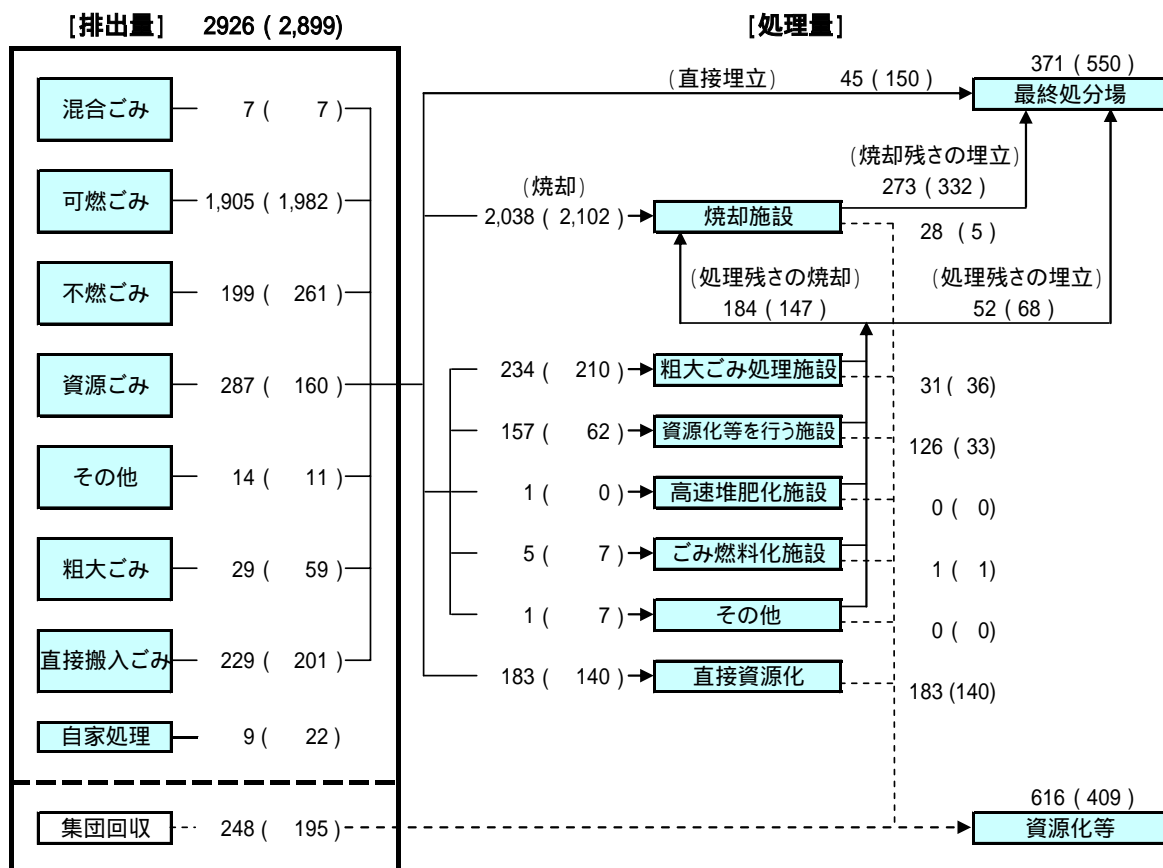 [排出量] 2926 ( 2,899)
混合ごみ 7 ( 7 )
可燃ごみ 1,905 ( 1,982 )
不燃ごみ 199 ( 261 )
資源ごみ 287 ( 160 )
その他 14 ( 11 )
粗大ごみ 29 ( 59 )
直接搬入ごみ 229 ( 201 )
自家処理 9 ( 22 )
集団回収 248 ( 195 )
[処理量]
(直接埋立) 45 ( 150 )
371 ( 550 )
最終処分場
(焼却残さの埋立)
273 ( 332 )
(焼却)
2,038 ( 2,102 ) 焼却施設
28 ( 5 )
(処理残さの焼却)
184 ( 147 )
(処理残さの埋立)
52 ( 68 )
234 ( 210 ) 粗大ごみ処理施設 31 ( 36)
157 ( 62 ) 資源化等を行う施設 126 ( 33)
1 ( 0 ) 高速堆肥化施設 0 ( 0)
5 ( 7 ) ごみ燃料化施設 1 ( 1)
1 ( 7 ) その他 0 ( 0)
183 ( 140 ) 直接資源化 183 (140)
616 ( 409 )
資源化等